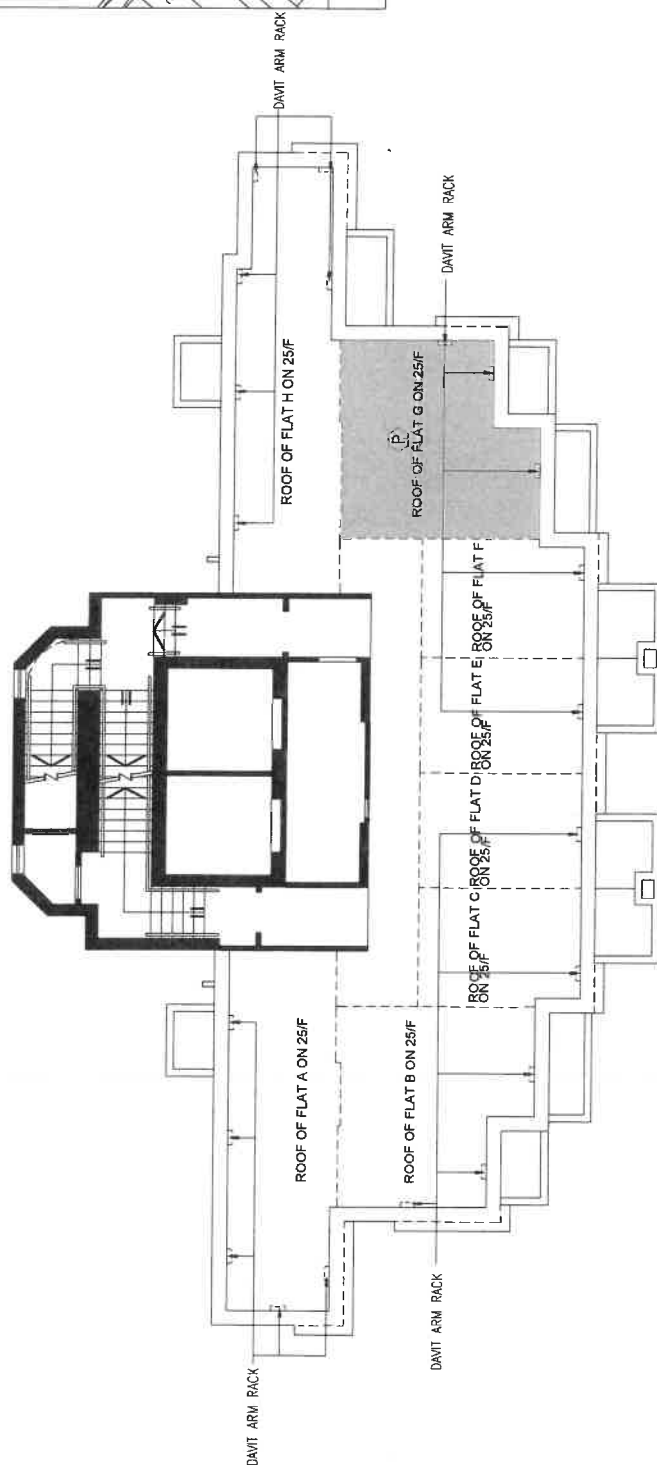 DAVIT ARM RACK
DAVIT ARM RACK
ROOF OF FLAT H ON 25/F
ROOF OF FLAT G ON 25/F
P
ROOF OF FLAT F
ON 25/F
ROOF OF FLAT E
ON 25/F
ROOF OF FLAT D
ON 25/F
ROOF OF FLAT C
ON 25/F
ROOF OF FLAT A ON 25/F
ROOF OF FLAT B ON 25/F
DAVIT ARM RACK
DAVIT ARM RACK